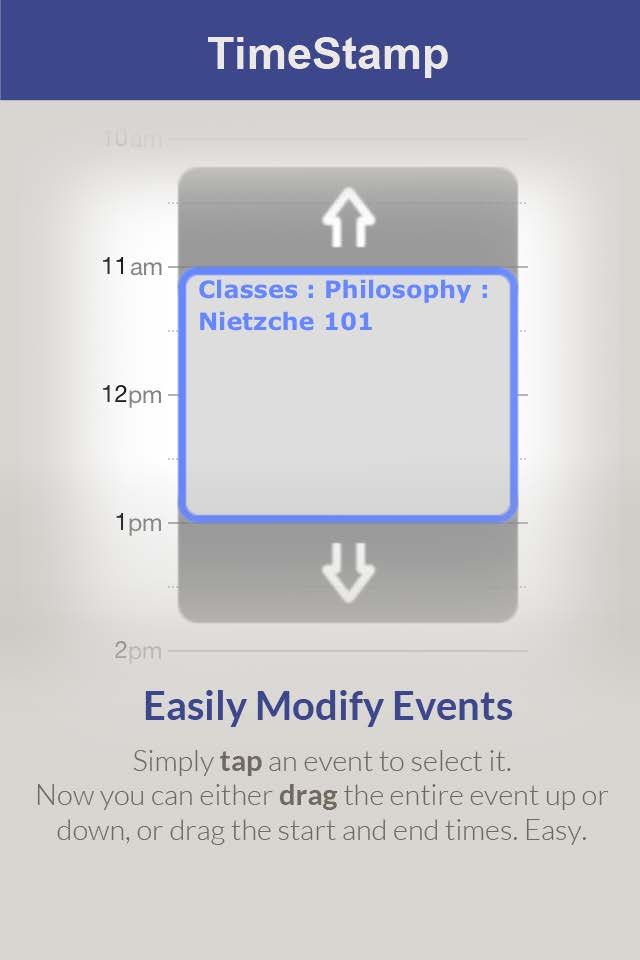 TimeStamp
10am
11am
Classes : Philosophy :
Nietzche 101
12pm
1pm
2pm
Easily Modify Events
Simply tap an event to select it.
Now you can either drag the entire event up or
down, or drag the start and end times. Easy.